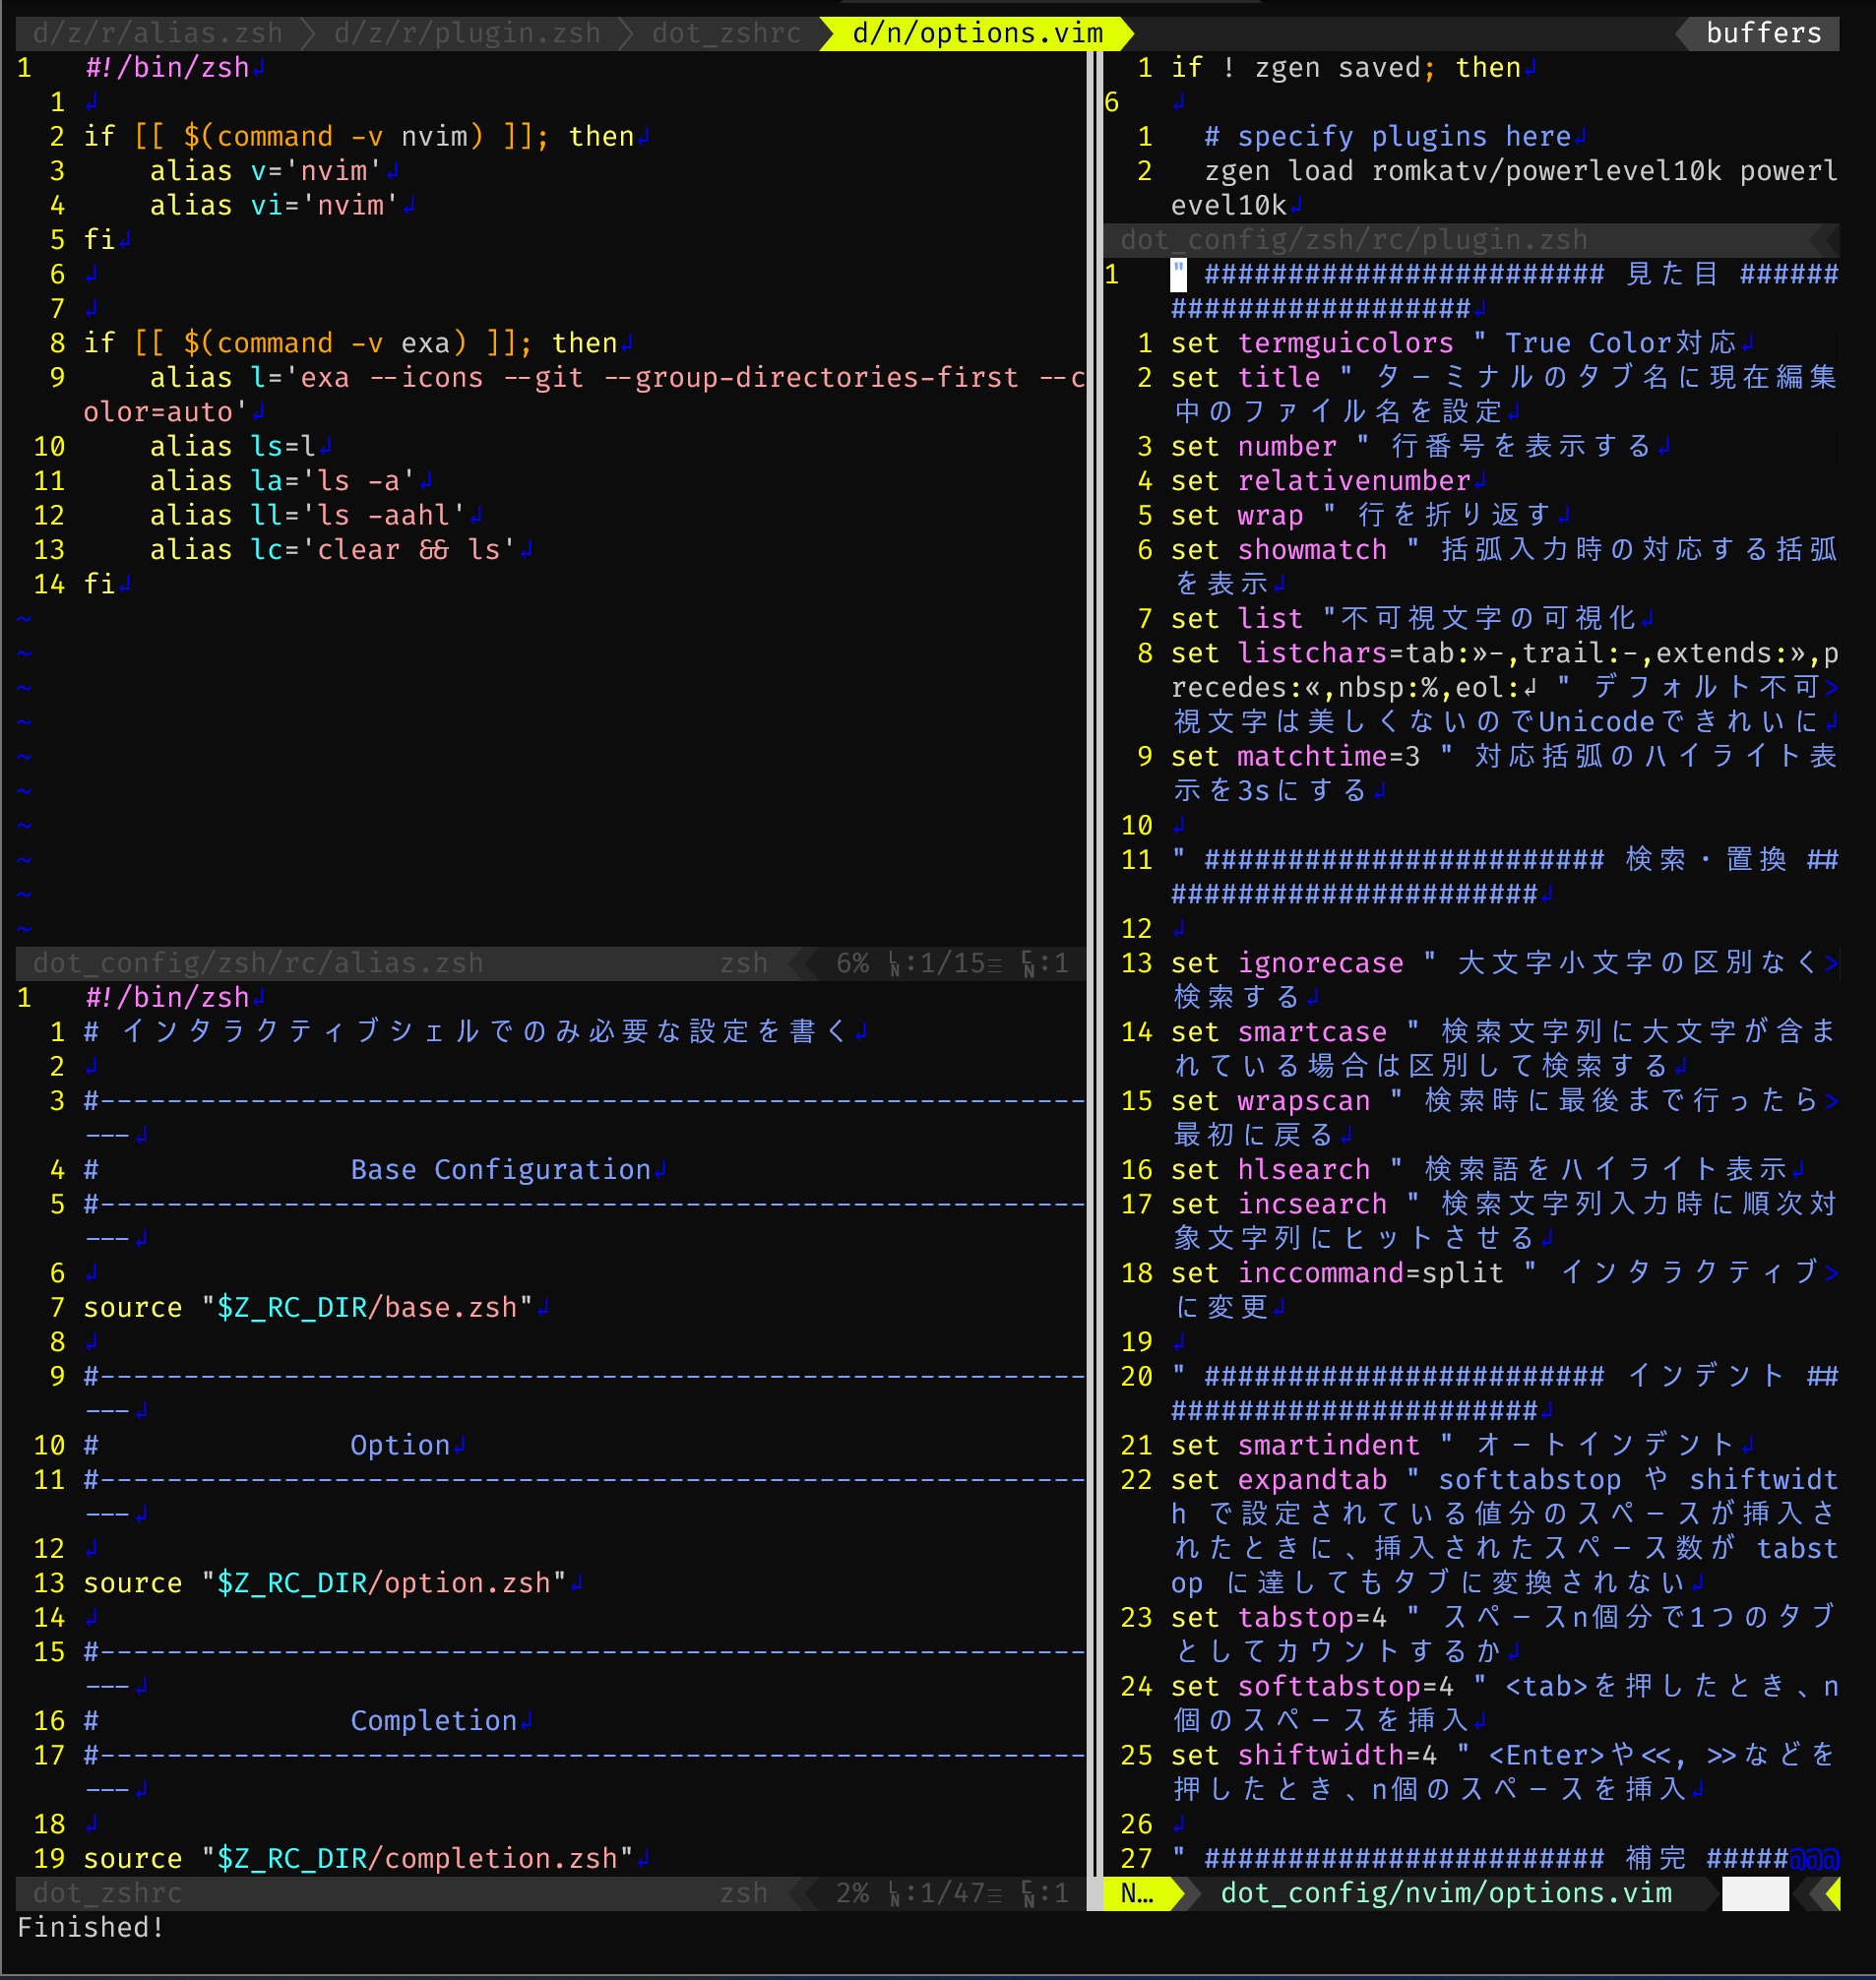 d/z/r/alias.zsh d/z/r/plugin.zsh dot_zshrc d/n/options.vim buffers
1 #!/bin/zsh↲
1 ↲
2 if [[ $(command -v nvim) ]]; then↲
3 alias v='nvim'↲
4 alias vi='nvim'↲
5 fi↲
6 ↲
7 ↲
8 if [[ $(command -v exa) ]]; then↲
9 alias l='exa --icons --git --group-directories-first --c
olor=auto'↲
10 alias ls=l↲
11 alias la='ls -a'↲
12 alias ll='ls -aahl'↲
13 alias lc='clear && ls'↲
14 fi↲
~
~
~
~
~
~
~
~
~
~
dot_config/zsh/rc/alias.zsh zsh 6% ㏑:1/15≡ ℅:1
1 #!/bin/zsh↲
1 # インタラクティブシェルでのみ必要な設定を書く↲
2 ↲
3 #-----------------------------------------------------------
---↲
4 # Base Configuration↲
5 #-----------------------------------------------------------
---↲
6 ↲
7 source "$Z_RC_DIR/base.zsh"↲
8 ↲
9 #-----------------------------------------------------------
---↲
10 # Option↲
11 #-----------------------------------------------------------
---↲
12 ↲
13 source "$Z_RC_DIR/option.zsh"↲
14 ↲
15 #-----------------------------------------------------------
---↲
16 # Completion↲
17 #-----------------------------------------------------------
---↲
18 ↲
19 source "$Z_RC_DIR/completion.zsh"↲
dot_zshrc zsh 2% ㏑:1/47≡ ℅:1
1 if ! zgen saved; then↲
6 ↲
1 # specify plugins here↲
2 zgen load romkatv/powerlevel10k powerl
evel10k↲
dot_config/zsh/rc/plugin.zsh
1 " ######################## 見た目 ######
##################↲
1 set termguicolors " True Color対応↲
2 set title " ターミナルのタブ名に現在編集
中のファイル名を設定↲
3 set number " 行番号を表示する↲
4 set relativenumber↲
5 set wrap " 行を折り返す↲
6 set showmatch " 括弧入力時の対応する括弧
を表示↲
7 set list "不可視文字の可視化↲
8 set listchars=tab:»-,trail:-,extends:»,p
recedes:«,nbsp:%,eol:↲ " デフォルト不可>
視文字は美しくないのでUnicodeできれいに↲
9 set matchtime=3 " 対応括弧のハイライト表
示を3sにする↲
10 ↲
11 " ######################## 検索・置換 ##
######################↲
12 ↲
13 set ignorecase " 大文字小文字の区別なく>
検索する↲
14 set smartcase " 検索文字列に大文字が含ま
れている場合は区別して検索する↲
15 set wrapscan " 検索時に最後まで行ったら>
最初に戻る↲
16 set hlsearch " 検索語をハイライト表示↲
17 set incsearch " 検索文字列入力時に順次対
象文字列にヒットさせる↲
18 set inccommand=split " インタラクティブ>
に変更↲
19 ↲
20 " ######################## インデント ##
######################↲
21 set smartindent " オートインデント↲
22 set expandtab " softtabstop や shiftwidt
h で設定されている値分のスペースが挿入さ
れたときに、挿入されたスペース数が tabst
op に達してもタブに変換されない↲
23 set tabstop=4 " スペースn個分で1つのタブ
としてカウントするか↲
24 set softtabstop=4 " <tab>を押したとき、n
個のスペースを挿入↲
25 set shiftwidth=4 " <Enter>や<<, >>などを
押したとき、n個のスペースを挿入↲
26 ↲
27 " ######################## 補完 #####@@@
N… dot_config/nvim/options.vim
Finished!